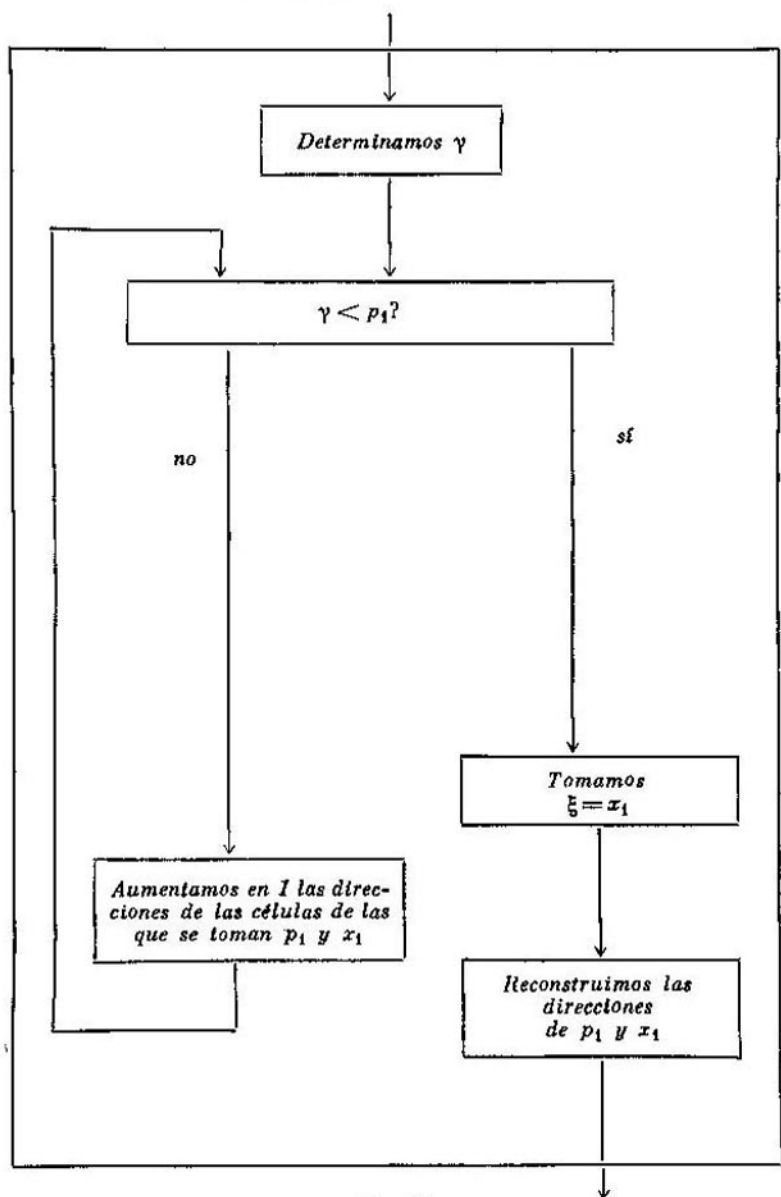 Determinamos γ
γ < p₁?
no
sí
Tomamos
ξ = x₁
Aumentamos en 1 las direc-
ciones de las células de las
que se toman p₁ y x₁
Reconstruimos las
direcciones
de p₁ y x₁